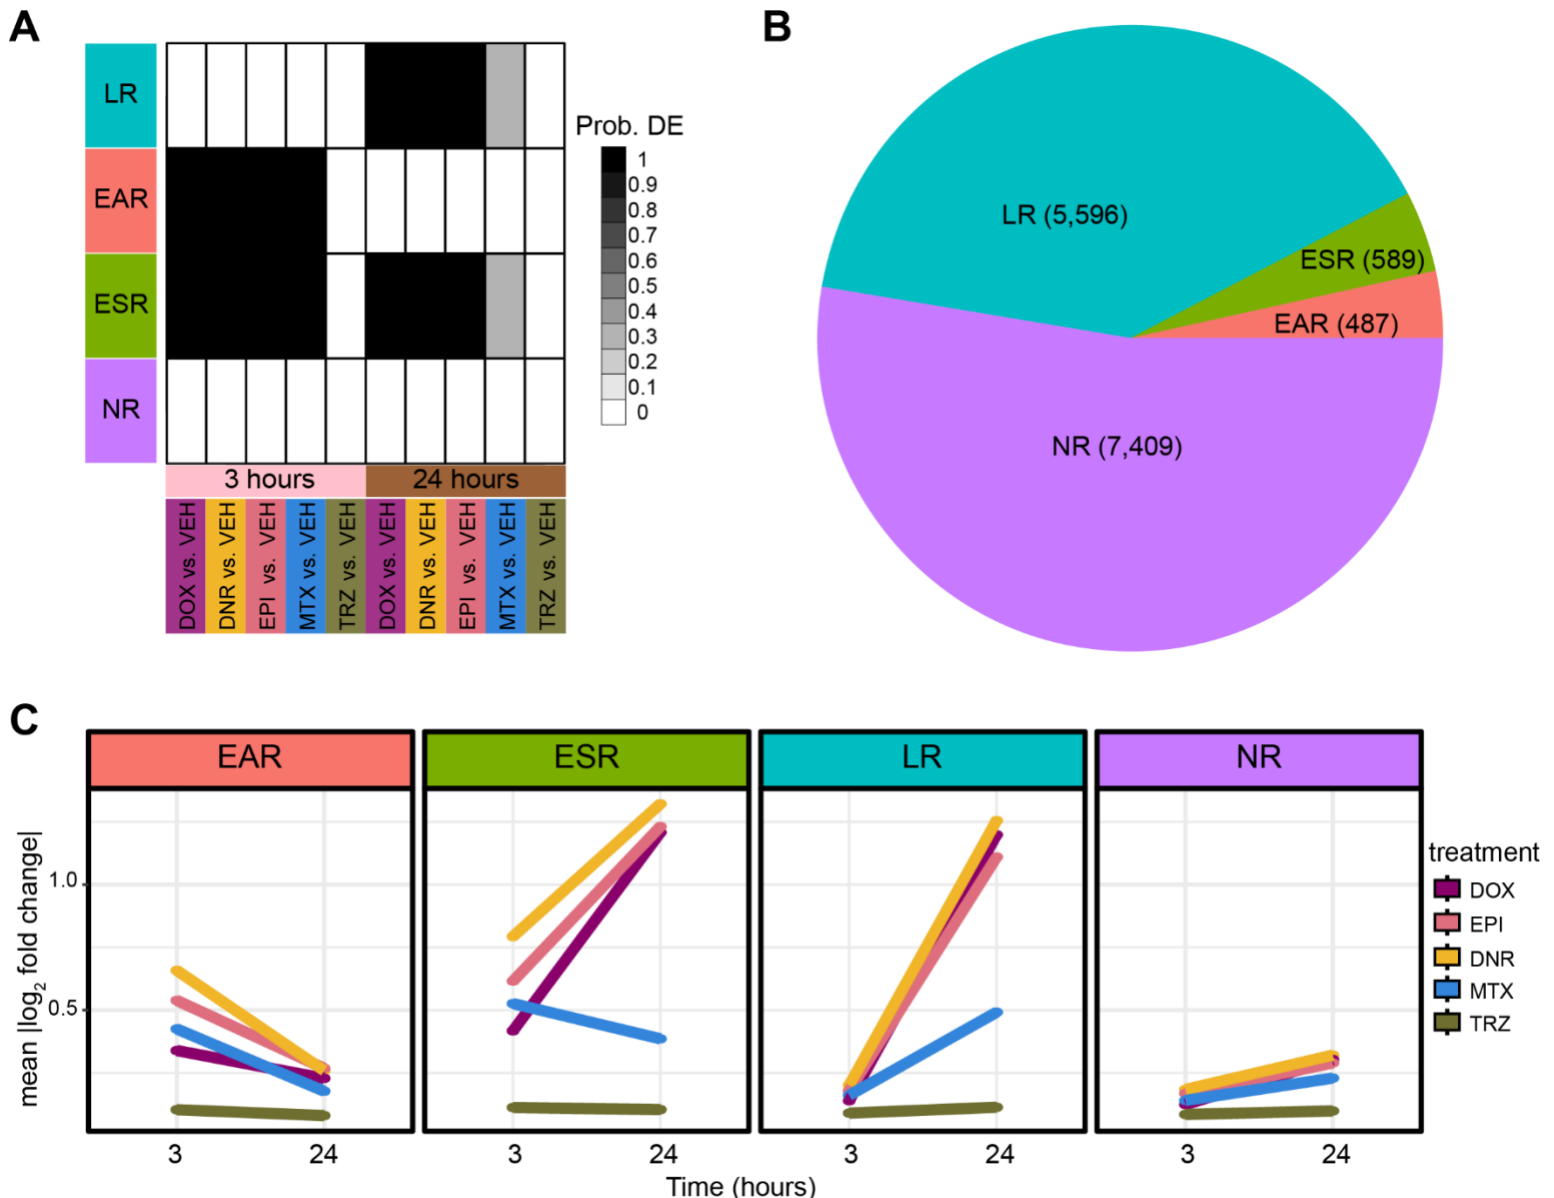 A
LR
EAR
ESR
NR
3 hours
24 hours
DOX vs. VEH
DNR vs. VEH
EPI vs. VEH
MTX vs. VEH
TRZ vs. VEH
DOX vs. VEH
DNR vs. VEH
EPI vs. VEH
MTX vs. VEH
TRZ vs. VEH
Prob. DE
1
0.9
0.8
0.7
0.6
0.5
0.4
0.3
0.2
0.1
0
B
LR (5,596)
ESR (589)
EAR (487)
NR (7,409)
C
EAR
ESR
LR
NR
mean |log2 fold change|
1.0
0.5
3
24
3
24
3
24
3
24
Time (hours)
treatment
DOX
EPI
DNR
MTX
TRZ